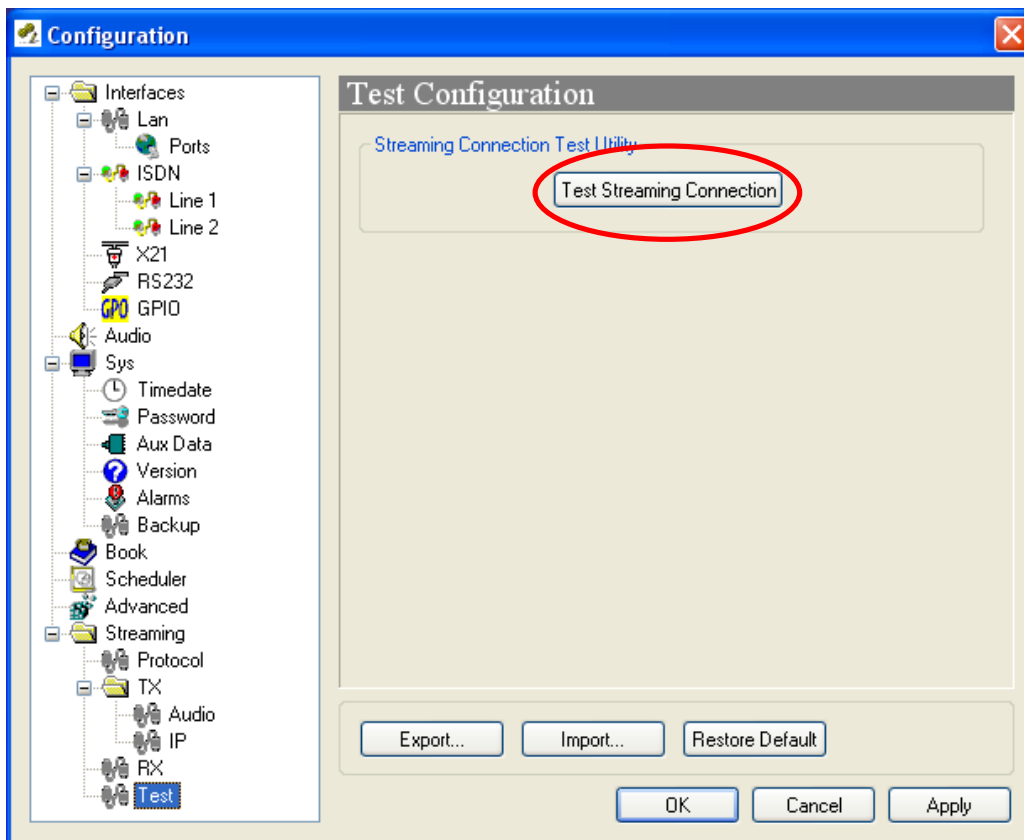 Configuration
Interfaces
Lan
Ports
ISDN
Line 1
Line 2
X21
RS232
GPO GPIO
Audio
Sys
Timedate
Password
Aux Data
Version
Alarms
Backup
Book
Scheduler
Advanced
Streaming
Protocol
TX
Audio
IP
RX
Test
Test Configuration
Streaming Connection Test Utility
Test Streaming Connection
Export... Import... Restore Default
OK Cancel Apply